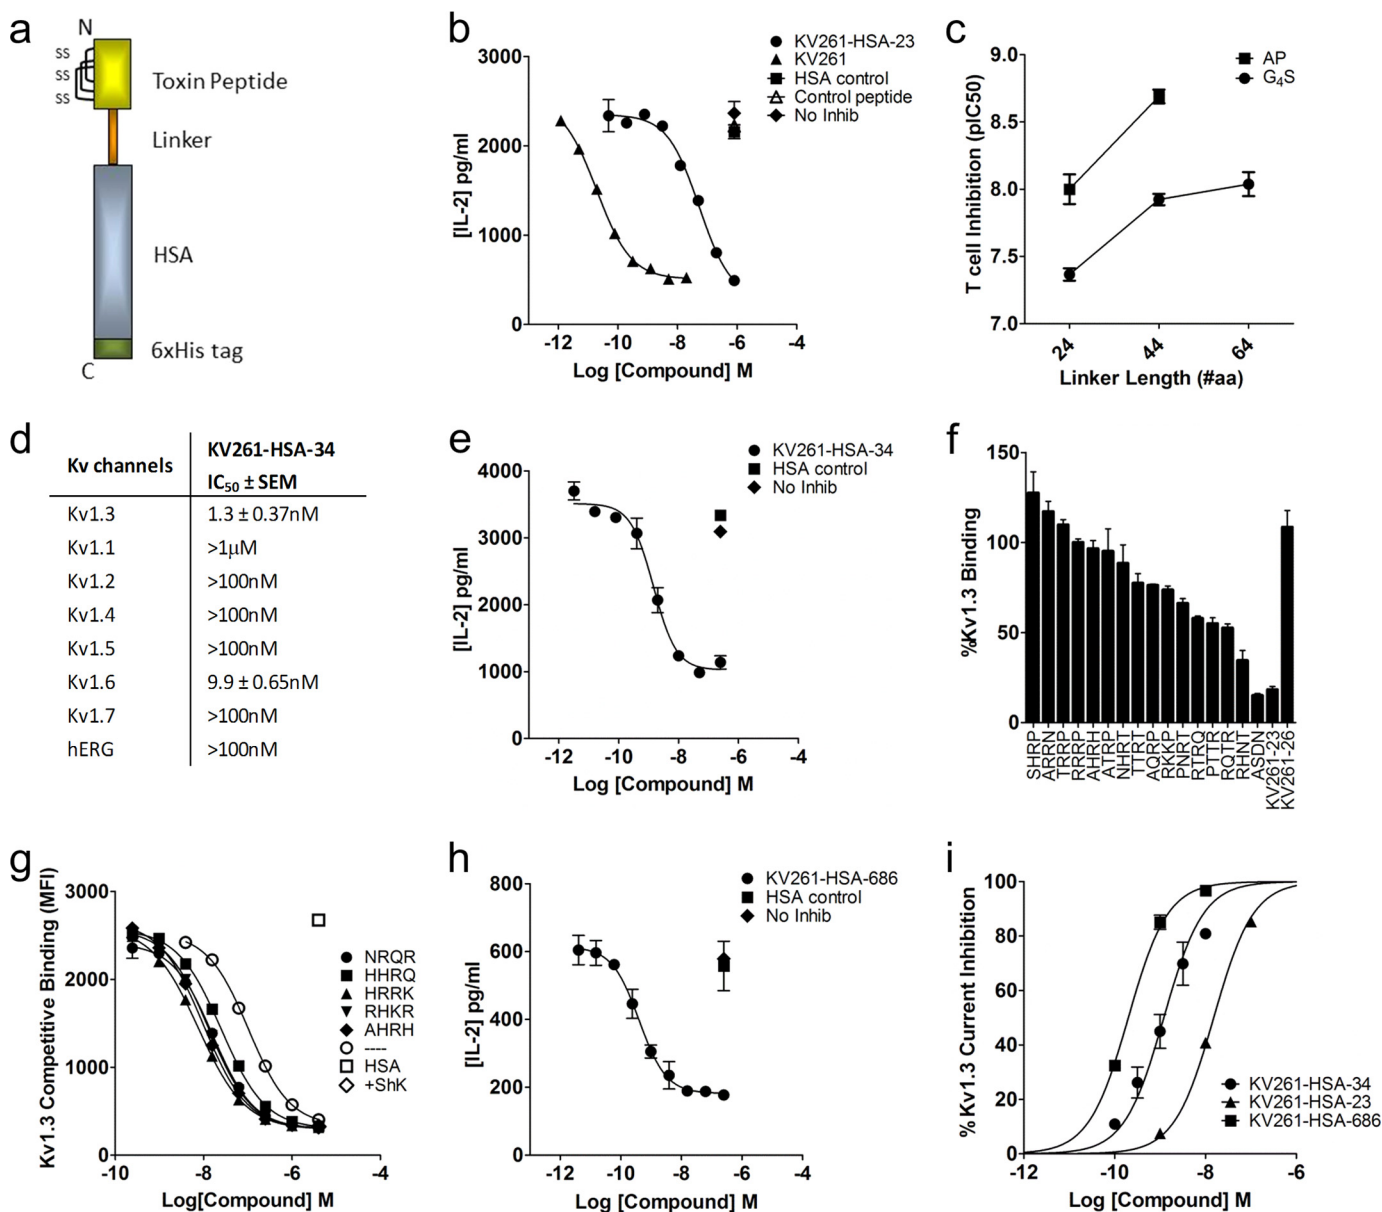 a
N
SS
SS
SS
Toxin Peptide
Linker
HSA
6xHis tag
C
b
KV261-HSA-23
KV261
HSA control
Control peptide
No Inhib
[IL-2] pg/ml
3000
2000
1000
0
-12 -10 -8 -6 -4
Log [Compound] M
c
AP
G4S
T cell Inhibition (pIC50)
9.0
8.5
8.0
7.5
7.0
24 44 64
Linker Length (#aa)
d
Kv channels KV261-HSA-34
IC50 ± SEM
Kv1.3 1.3 ± 0.37nM
Kv1.1 >1µM
Kv1.2 >100nM
Kv1.4 >100nM
Kv1.5 >100nM
Kv1.6 9.9 ± 0.65nM
Kv1.7 >100nM
hERG >100nM
e
KV261-HSA-34
HSA control
No Inhib
[IL-2] pg/ml
4000
3000
2000
1000
0
-12 -10 -8 -6 -4
Log [Compound] M
f
%Kv1.3 Binding
150
100
50
0
SHRP
ARRN
TRRP
RRRP
AHRH
ATRP
NHRT
TTRT
AQRP
RKKP
PNRT
RTRQ
PTTR
RQTR
RHNT
ASDN
KV261-23
KV261-26
g
NRQR
HHRQ
HRRK
RHKR
AHRH
----
HSA
+ShK
Kv1.3 Competitive Binding (MFI)
3000
2000
1000
0
-10 -8 -6 -4
Log[Compound] M
h
KV261-HSA-686
HSA control
No Inhib
[IL-2] pg/ml
800
600
400
200
0
-12 -10 -8 -6 -4
Log [Compound] M
i
% Kv1.3 Current Inhibition
100
80
60
40
20
0
KV261-HSA-34
KV261-HSA-23
KV261-HSA-686
-12 -10 -8 -6
Log [Compound] M